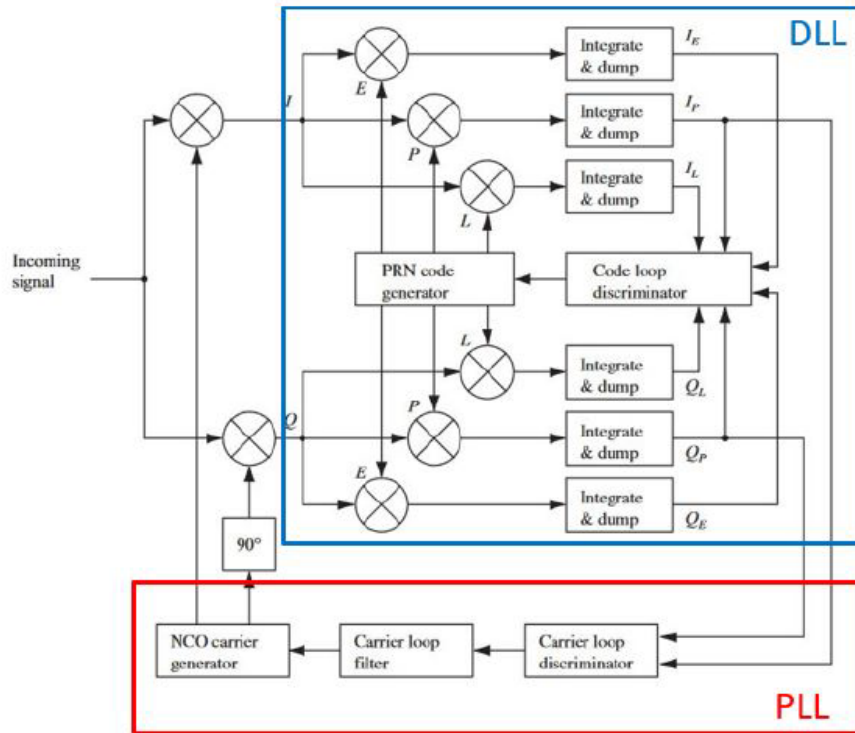 DLL
Integrate
& dump
I_E
E
I
Integrate
& dump
I_P
P
Integrate
& dump
I_L
L
Incoming
signal
PRN code
generator
Code loop
discriminator
L
Integrate
& dump
Q_L
Q
P
Integrate
& dump
Q_P
E
Integrate
& dump
Q_E
90°
NCO carrier
generator
Carrier loop
filter
Carrier loop
discriminator
PLL